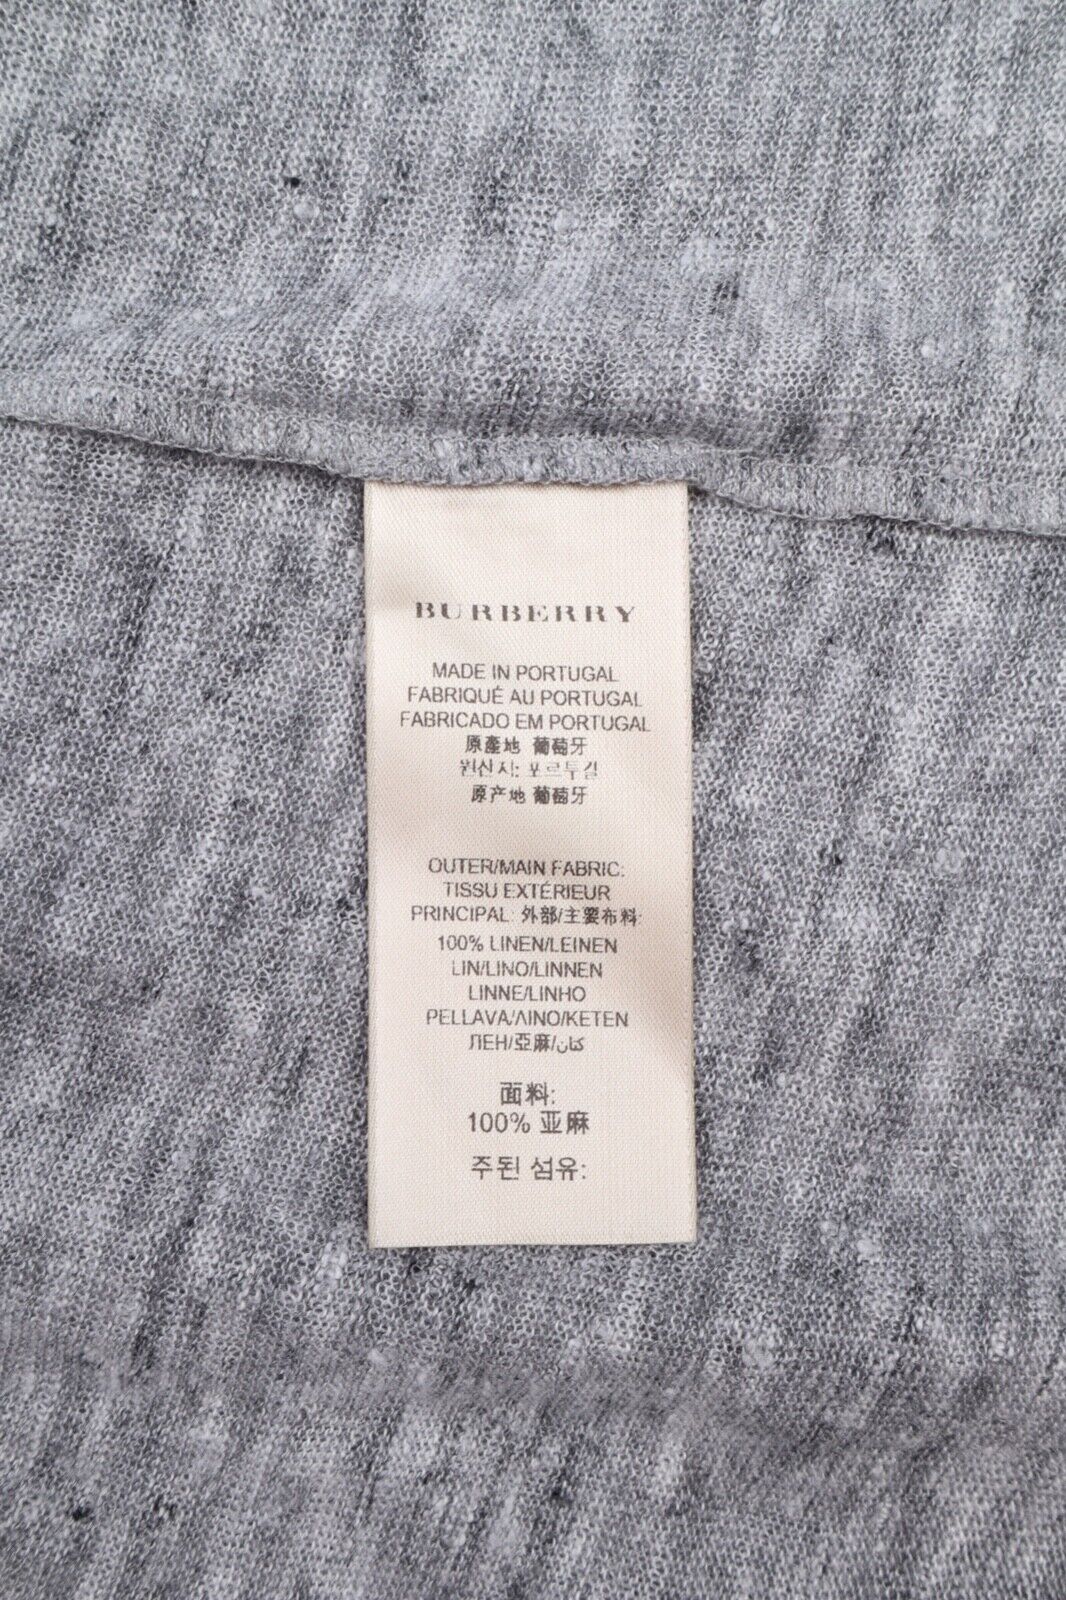 BURBERRY
MADE IN PORTUGAL
FABRIQUÉ AU PORTUGAL
FABRICADO EM PORTUGAL
原產地 葡萄牙
원산지: 포르투갈
原产地 葡萄牙
OUTER/MAIN FABRIC:
TISSU EXTÉRIEUR
PRINCIPAL: 外部/主要布料:
100% LINEN/LEINEN
LIN/LINO/LINNEN
LINNE/LINHO
PELLAVA/ΛINO/KETEN
ЛЕН/亞麻/كتان
面料:
100% 亚麻
주된 섬유: